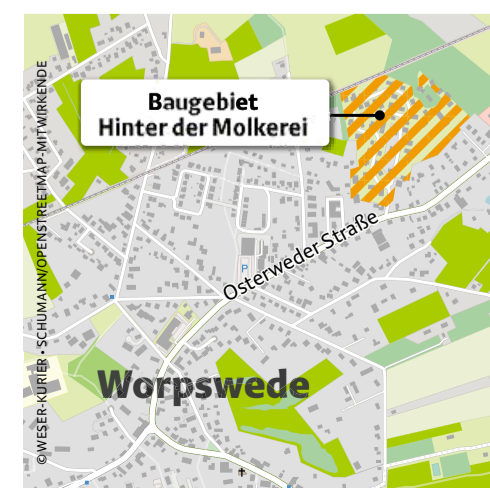 Baugebiet
Hinter der Molkerei
Osterweder Straße
P
Worpswede
©WESER-KURIER • SCHUMANN/OPENSTREETMAP-MITWIRKENDE